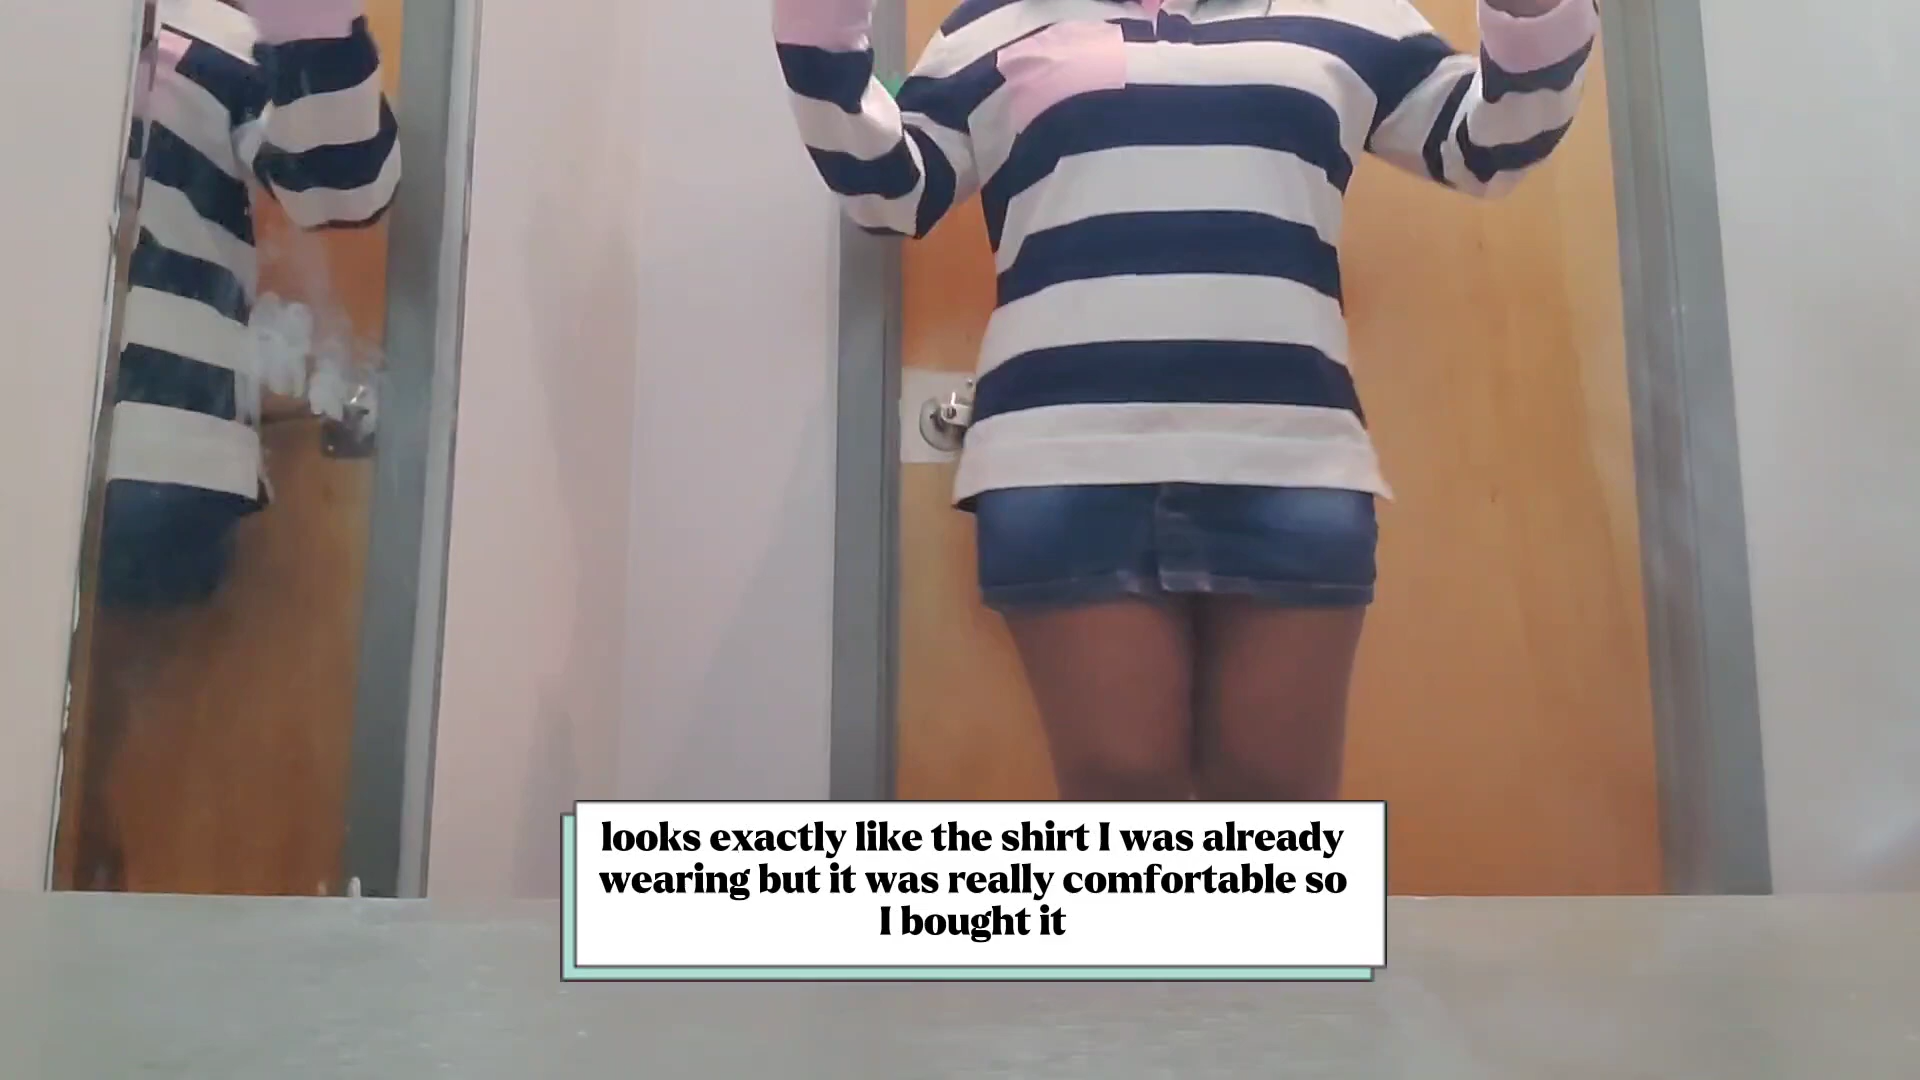 looks exactly like the shirt I was already
wearing but it was really comfortable so
I bought it